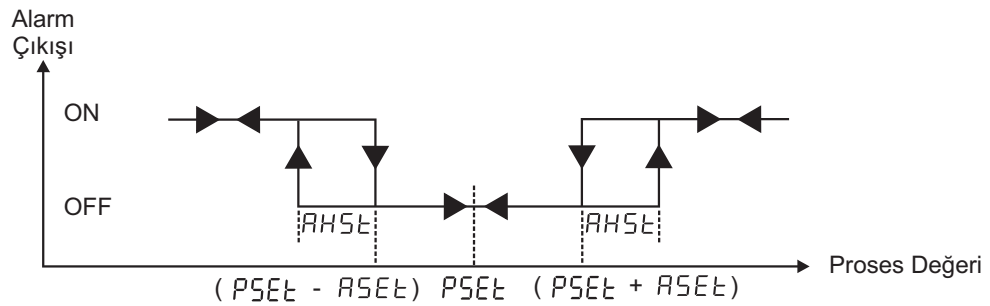 Alarm
Çıkışı
ON
OFF
AHSt AHSt
Proses Değeri
( PSEt - ASEt) PSEt ( PSEt + ASEt)